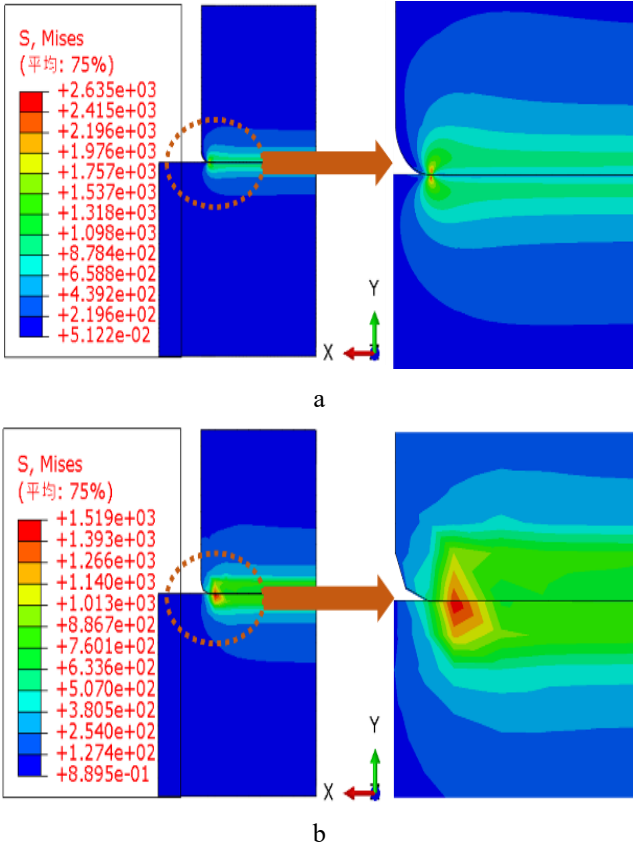 S, Mises
(平均: 75%)
+2.635e+03
+2.415e+03
+2.196e+03
+1.976e+03
+1.757e+03
+1.537e+03
+1.318e+03
+1.098e+03
+8.784e+02
+6.588e+02
+4.392e+02
+2.196e+02
+5.122e-02
Y
X
a
S, Mises
(平均: 75%)
+1.519e+03
+1.393e+03
+1.266e+03
+1.140e+03
+1.013e+03
+8.867e+02
+7.601e+02
+6.336e+02
+5.070e+02
+2.540e+02
+1.274e+02
+8.895e-01
Y
X
b